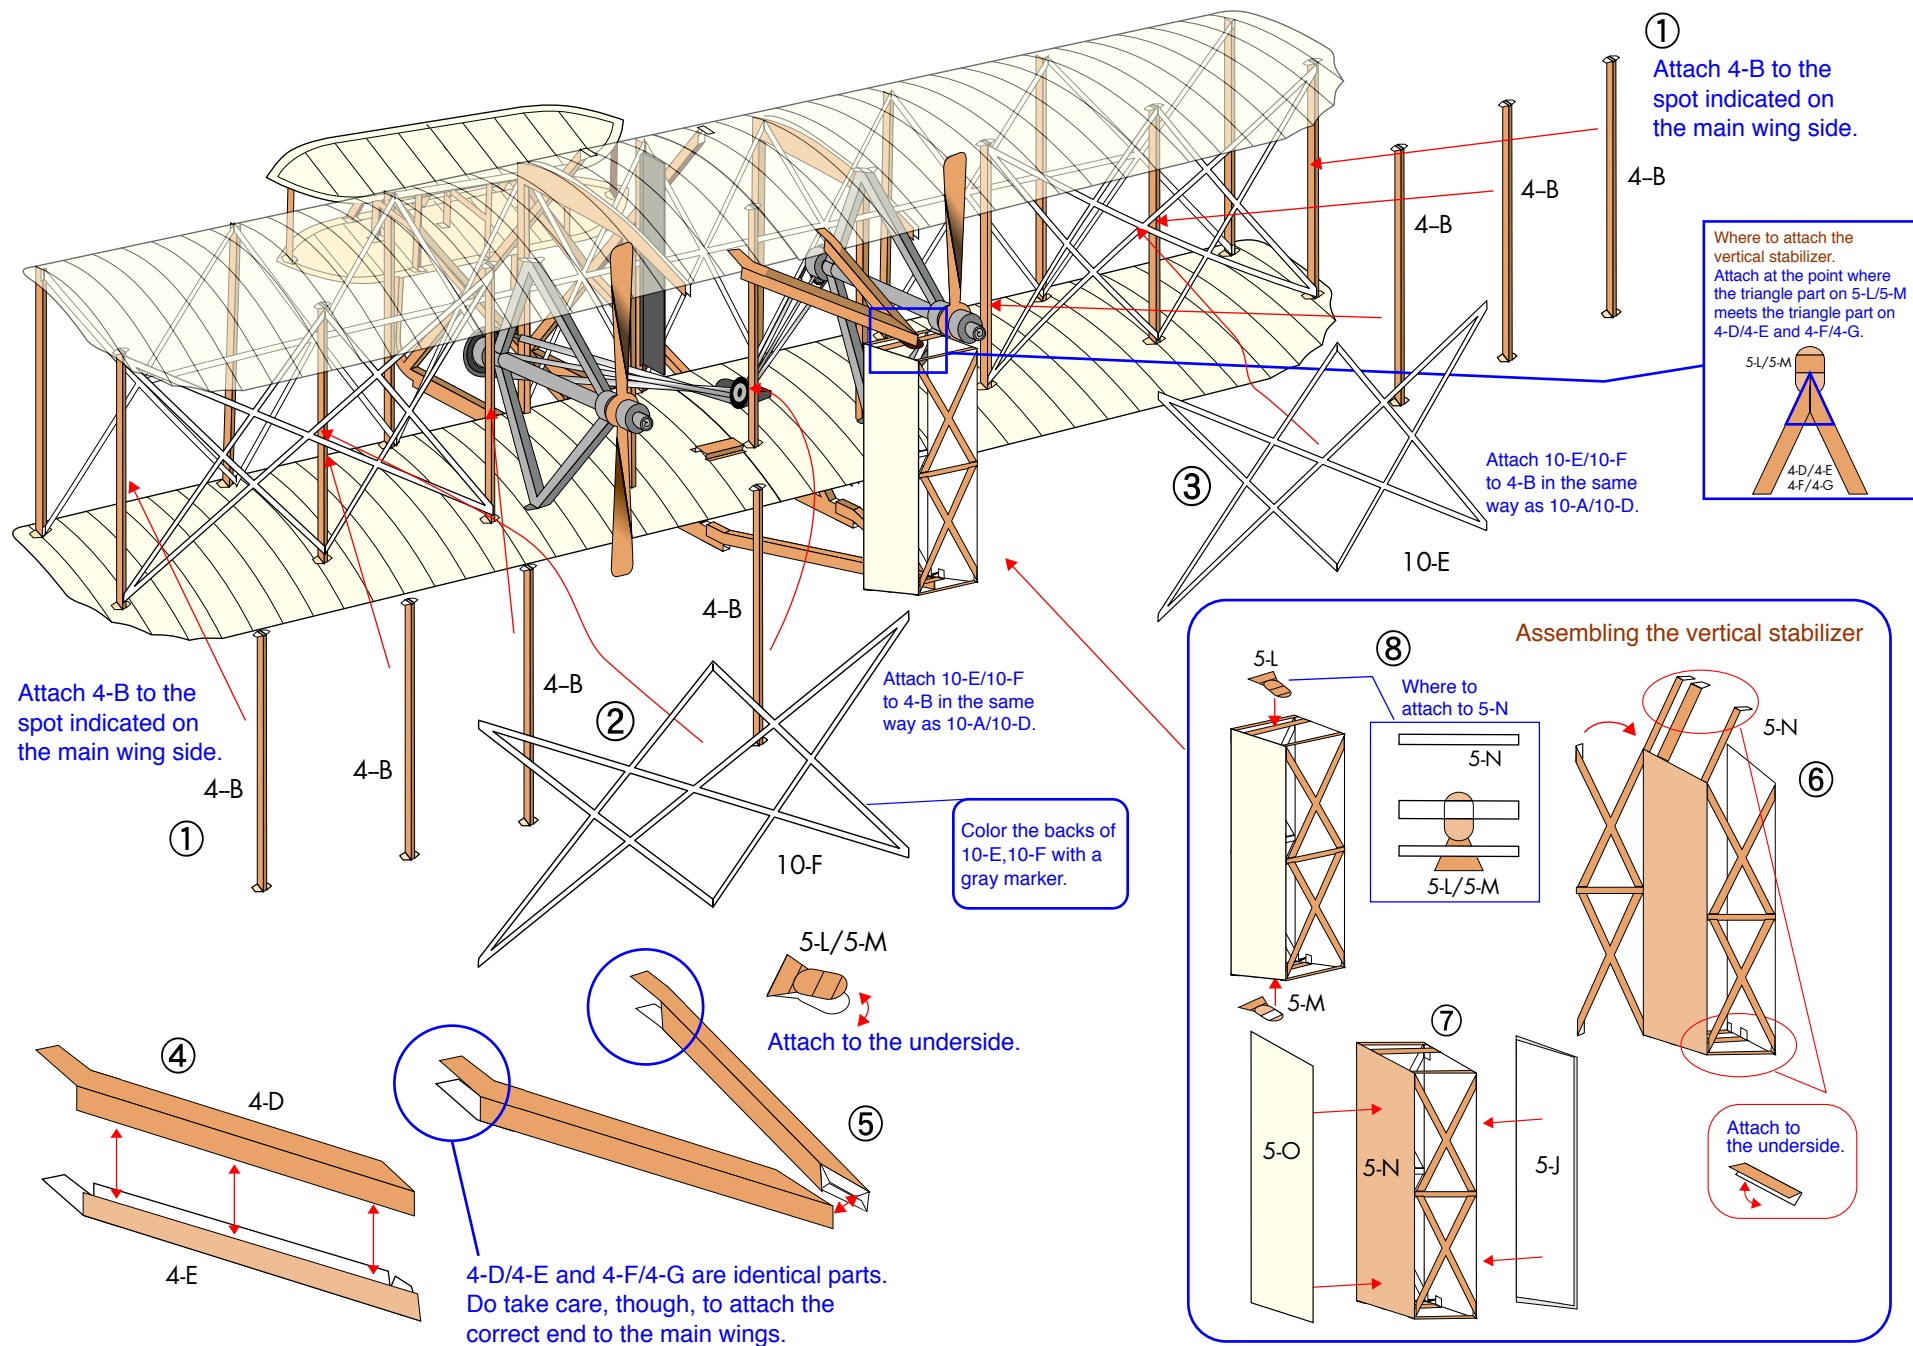 ①
Attach 4-B to the
spot indicated on
the main wing side.
4–B
4–B
4–B
Where to attach the
vertical stabilizer.
Attach at the point where
the triangle part on 5-L/5-M
meets the triangle part on
4-D/4-E and 4-F/4-G.
5-L/5-M
4-D/4-E
4-F/4-G
③
Attach 10-E/10-F
to 4-B in the same
way as 10-A/10-D.
10-E
Attach 4-B to the
spot indicated on
the main wing side.
4–B
①
4–B
4–B
4–B
②
Attach 10-E/10-F
to 4-B in the same
way as 10-A/10-D.
10-F
Color the backs of
10-E,10-F with a
gray marker.
④
4-D
4-E
5-L/5-M
Attach to the underside.
⑤
4-D/4-E and 4-F/4-G are identical parts.
Do take care, though, to attach the
correct end to the main wings.
Assembling the vertical stabilizer
⑧
5-L
Where to
attach to 5-N
5-N
5-L/5-M
5-M
5-N
⑥
⑦
5-O
5-N
5-J
Attach to
the underside.